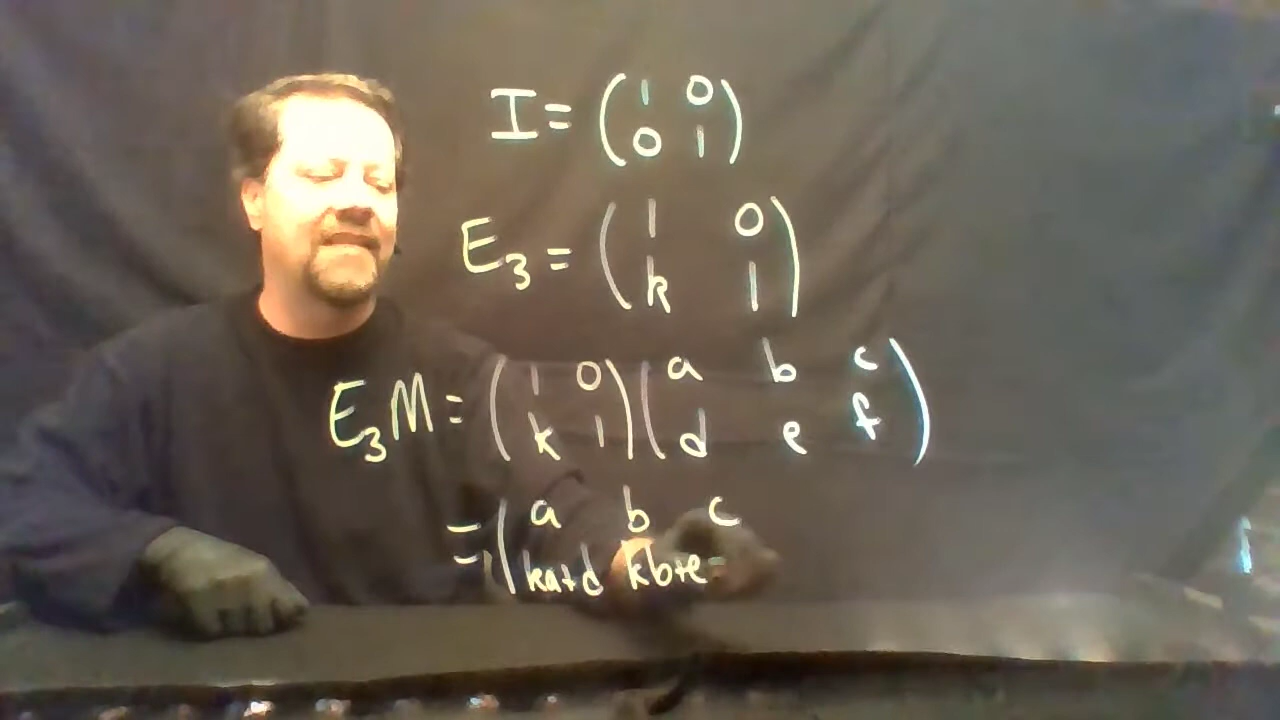 I = ( 1 0
0 1 )
E₃ = ( 1 0
k 1 )
E₃M = ( 1 0 ) ( a b c )
k 1 d e f
= ( a b c
ka+d kb+e